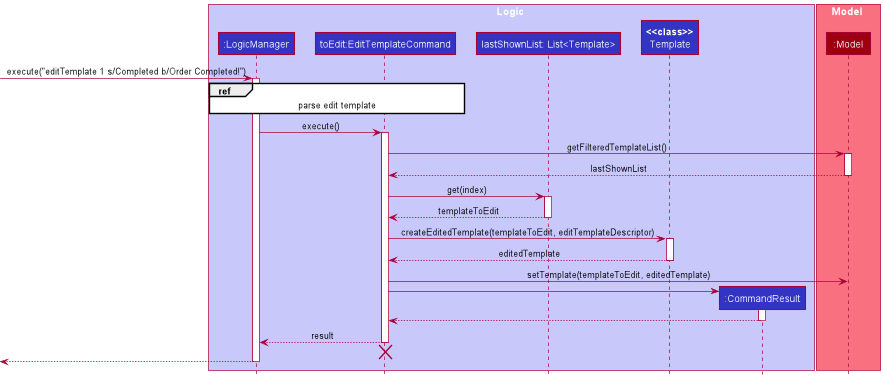 Logic
Model
:LogicManager
toEdit:EditTemplateCommand
lastShownList: List<Template>
<<class>>
Template
:Model
execute("editTemplate 1 s/Completed b/Order Completed!")
ref
parse edit template
execute()
getFilteredTemplateList()
lastShownList
get(index)
templateToEdit
createEditedTemplate(templateToEdit, editTemplateDescriptor)
editedTemplate
setTemplate(templateToEdit, editedTemplate)
:CommandResult
result